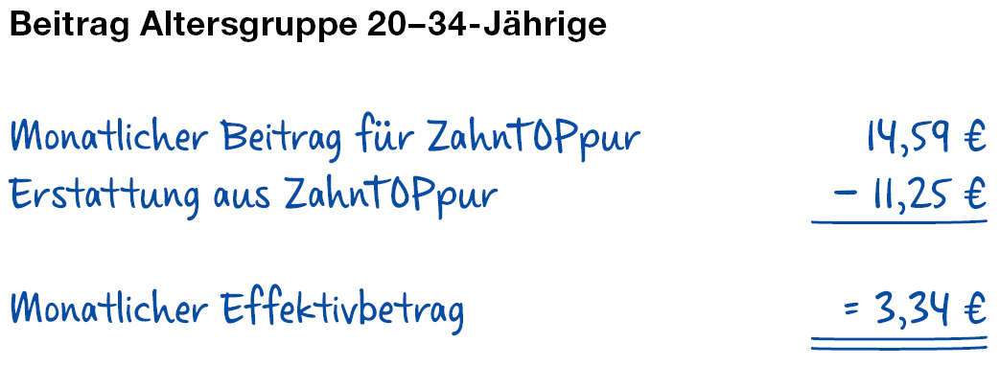 Beitrag Altersgruppe 20–34-Jährige
Monatlicher Beitrag für ZahnTOPpur 14,59 €
Erstattung aus ZahnTOPpur – 11,25 €
Monatlicher Effektivbetrag = 3,34 €